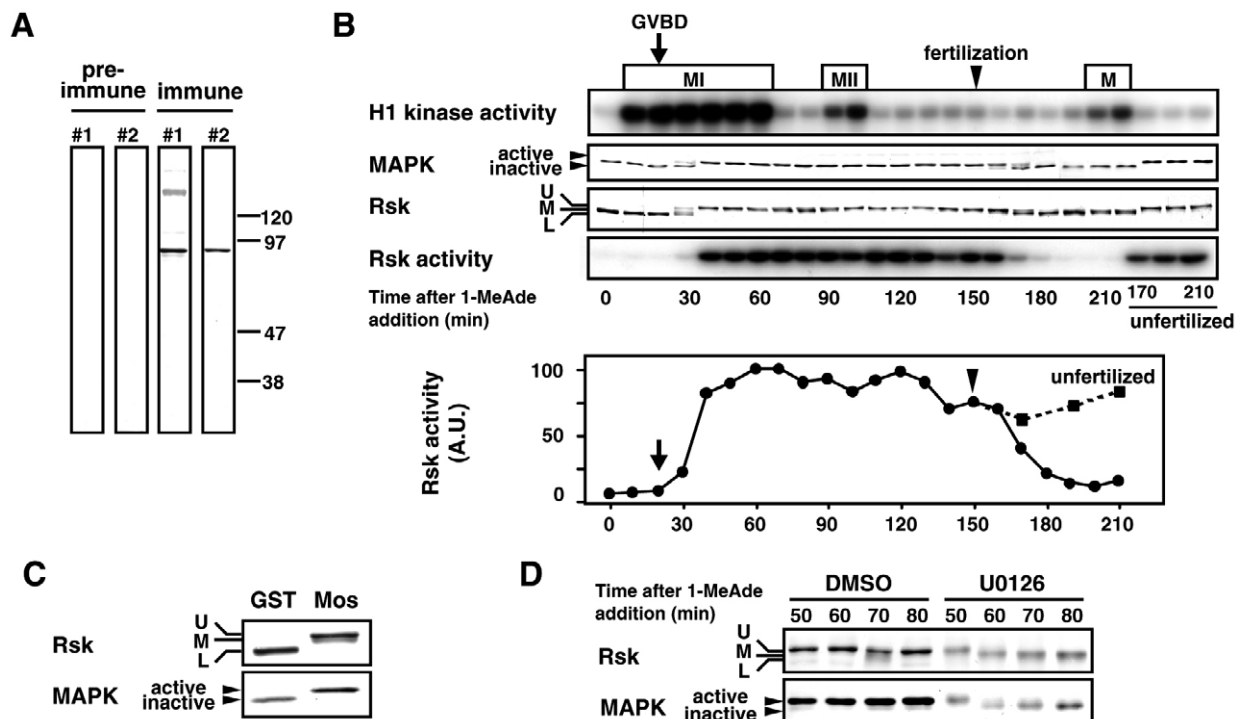 A
pre-
immune immune
#1 #2 #1 #2
120
97
47
38
B
GVBD
fertilization
MI MII M
H1 kinase activity
MAPK active
inactive
Rsk U
M
L
Rsk activity
Time after 1-MeAde
addition (min)
0 30 60 90 120 150 180 210 170 210
unfertilized
Rsk activity
(A.U.)
100
50
0
unfertilized
0 30 60 90 120 150 180 210
C
GST Mos
Rsk U
M
L
MAPK active
inactive
D
Time after 1-MeAde
addition (min)
DMSO U0126
50 60 70 80 50 60 70 80
Rsk U
M
L
MAPK active
inactive